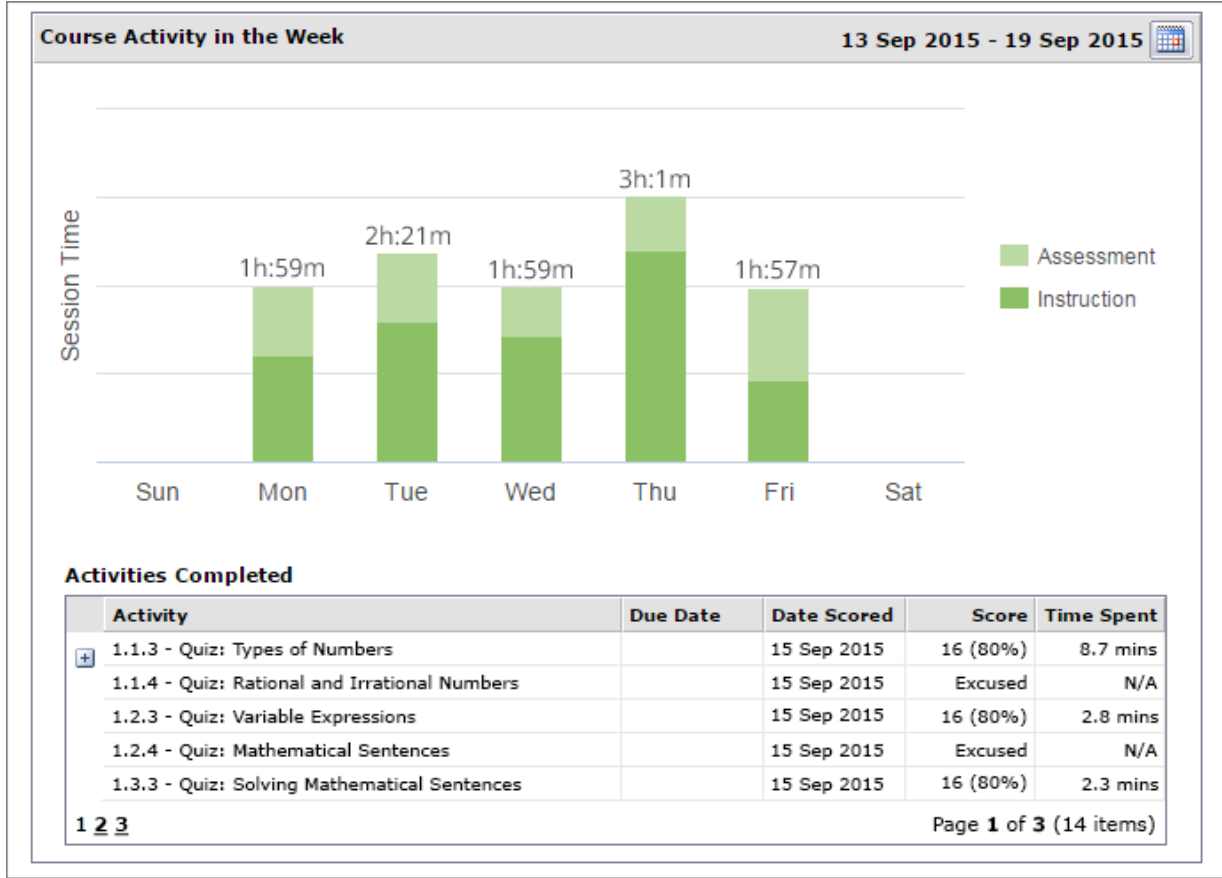 Course Activity in the Week 13 Sep 2015 - 19 Sep 2015
3h:1m
2h:21m
1h:59m 1h:59m 1h:57m
Session Time
Assessment
Instruction
Sun Mon Tue Wed Thu Fri Sat
Activities Completed
Activity Due Date Date Scored Score Time Spent
1.1.3 - Quiz: Types of Numbers 15 Sep 2015 16 (80%) 8.7 mins
1.1.4 - Quiz: Rational and Irrational Numbers 15 Sep 2015 Excused N/A
1.2.3 - Quiz: Variable Expressions 15 Sep 2015 16 (80%) 2.8 mins
1.2.4 - Quiz: Mathematical Sentences 15 Sep 2015 Excused N/A
1.3.3 - Quiz: Solving Mathematical Sentences 15 Sep 2015 16 (80%) 2.3 mins
1 2 3 Page 1 of 3 (14 items)